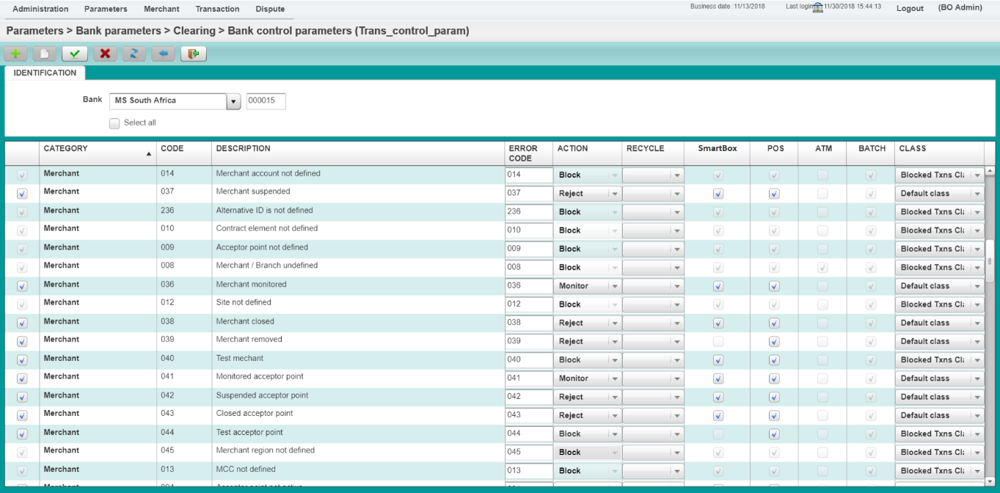 Administration Parameters Merchant Transaction Dispute Business date :11/13/2018 Last login 11/30/2018 15:44:13 Logout (BO Admin)
Parameters > Bank parameters > Clearing > Bank control parameters (Trans_control_param)
IDENTIFICATION
Bank MS South Africa 000015
Select all
CATEGORY CODE DESCRIPTION ERROR CODE ACTION RECYCLE SmartBox POS ATM BATCH CLASS
Merchant 014 Merchant account not defined 014 Block Blocked Txns Cl
Merchant 037 Merchant suspended 037 Reject Default class
Merchant 236 Alternative ID is not defined 236 Block Blocked Txns Cl
Merchant 010 Contract element not defined 010 Block Blocked Txns Cl
Merchant 009 Acceptor point not defined 009 Block Blocked Txns Cl
Merchant 008 Merchant / Branch undefined 008 Block Blocked Txns Cl
Merchant 036 Merchant monitored 036 Monitor Default class
Merchant 012 Site not defined 012 Block Blocked Txns Cl
Merchant 038 Merchant closed 038 Reject Default class
Merchant 039 Merchant removed 039 Reject Default class
Merchant 040 Test mechant 040 Block Blocked Txns Cl
Merchant 041 Monitored acceptor point 041 Monitor Default class
Merchant 042 Suspended acceptor point 042 Reject Default class
Merchant 043 Closed acceptor point 043 Reject Default class
Merchant 044 Test acceptor point 044 Block Blocked Txns Cl
Merchant 045 Merchant region not defined 045 Block Blocked Txns Cl
Merchant 013 MCC not defined 013 Block Blocked Txns Cl